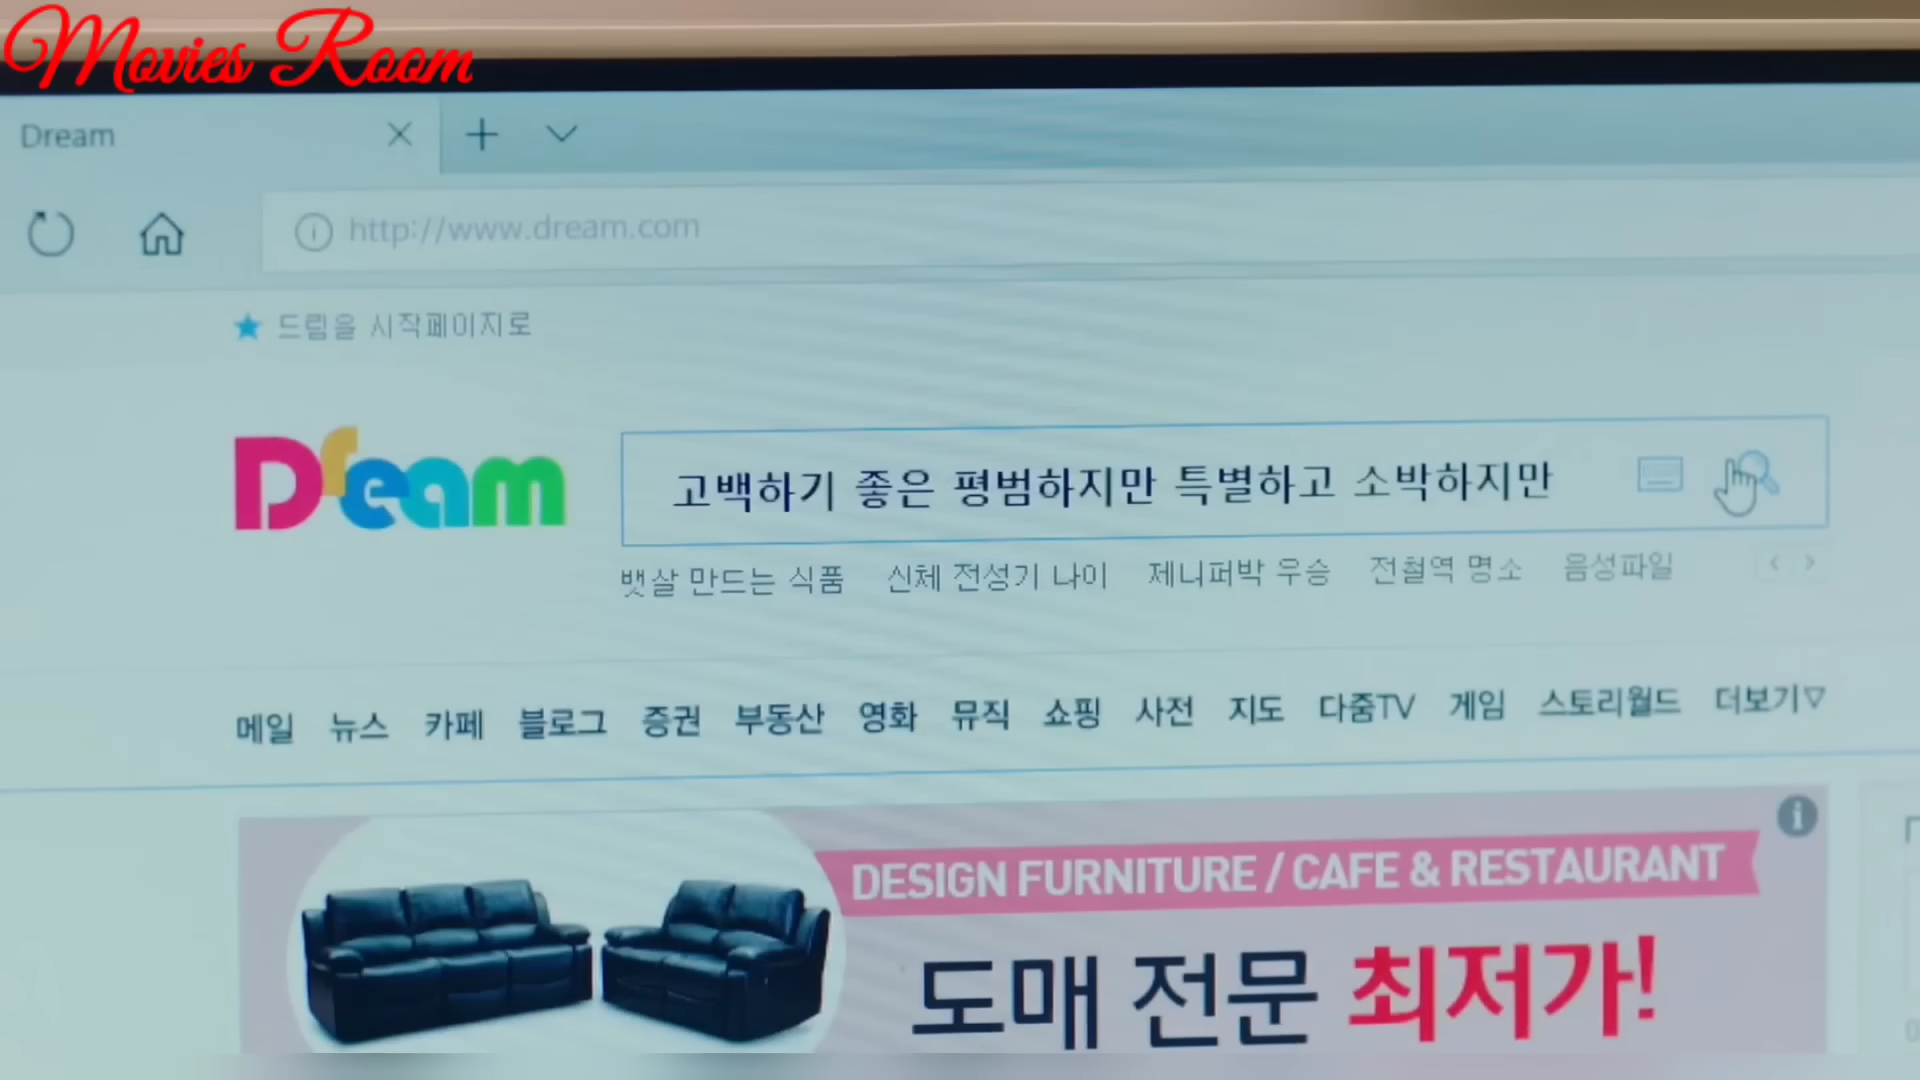 Movies Room
Dream
http://www.dream.com
드림을 시작페이지로
Dream
고백하기 좋은 평범하지만 특별하고 소박하지만
뱃살 만드는 식품 신체 전성기 나이 제니퍼박 우승 전철역 명소 음성파일
메일 뉴스 카페 블로그 증권 부동산 영화 뮤직 쇼핑 사전 지도 다줌TV 게임 스토리월드 더보기▽
DESIGN FURNITURE / CAFE & RESTAURANT
도매 전문 최저가!